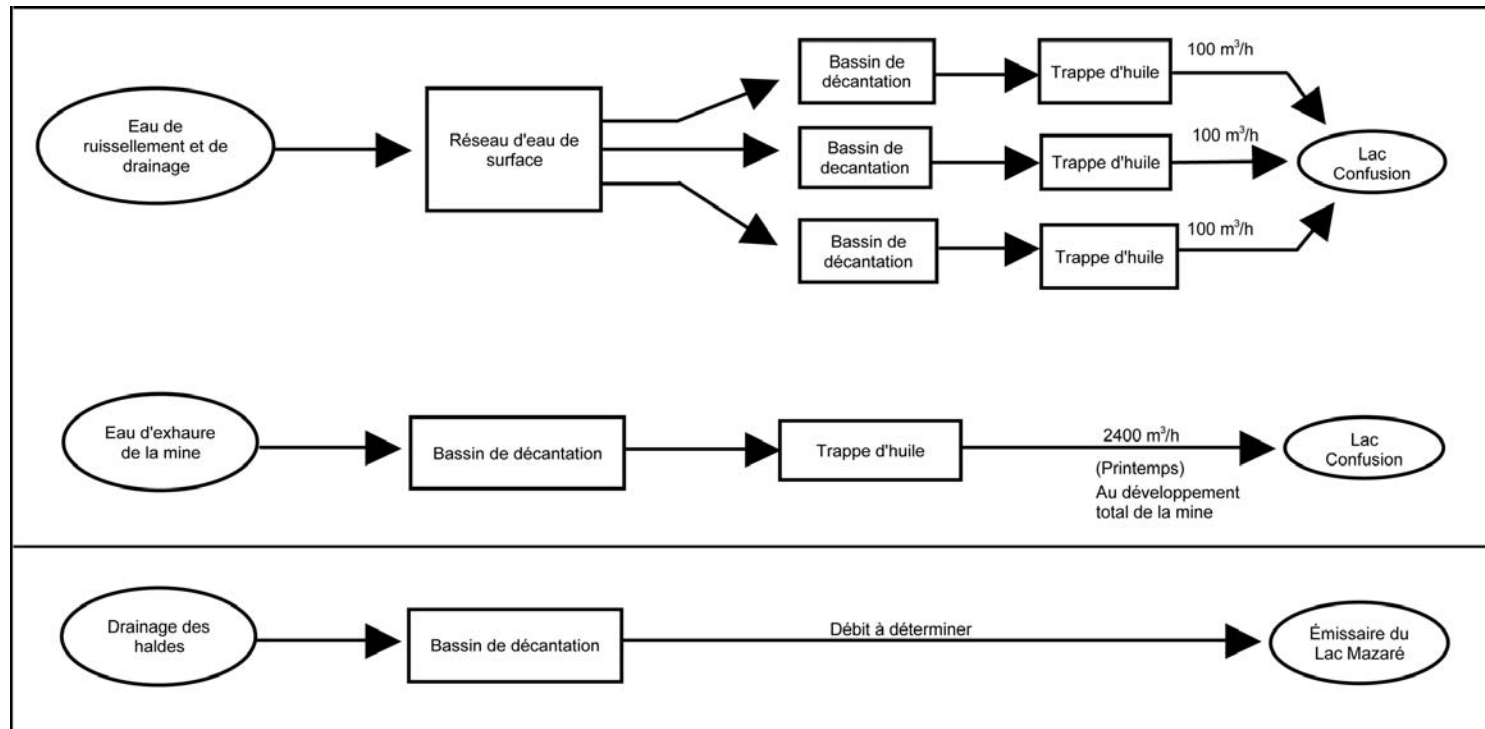 Eau de
ruissellement et de
drainage
Réseau d'eau de
surface
Bassin de
décantation
Trappe d'huile
100 m³/h
Bassin de
decantation
Trappe d'huile
100 m³/h
Bassin de
décantation
Trappe d'huile
100 m³/h
Lac
Confusion
Eau d'exhaure
de la mine
Bassin de décantation
Trappe d'huile
2400 m³/h
(Printemps)
Au développement
total de la mine
Lac
Confusion
Drainage des
haldes
Bassin de décantation
Débit à déterminer
Émissaire du
Lac Mazaré